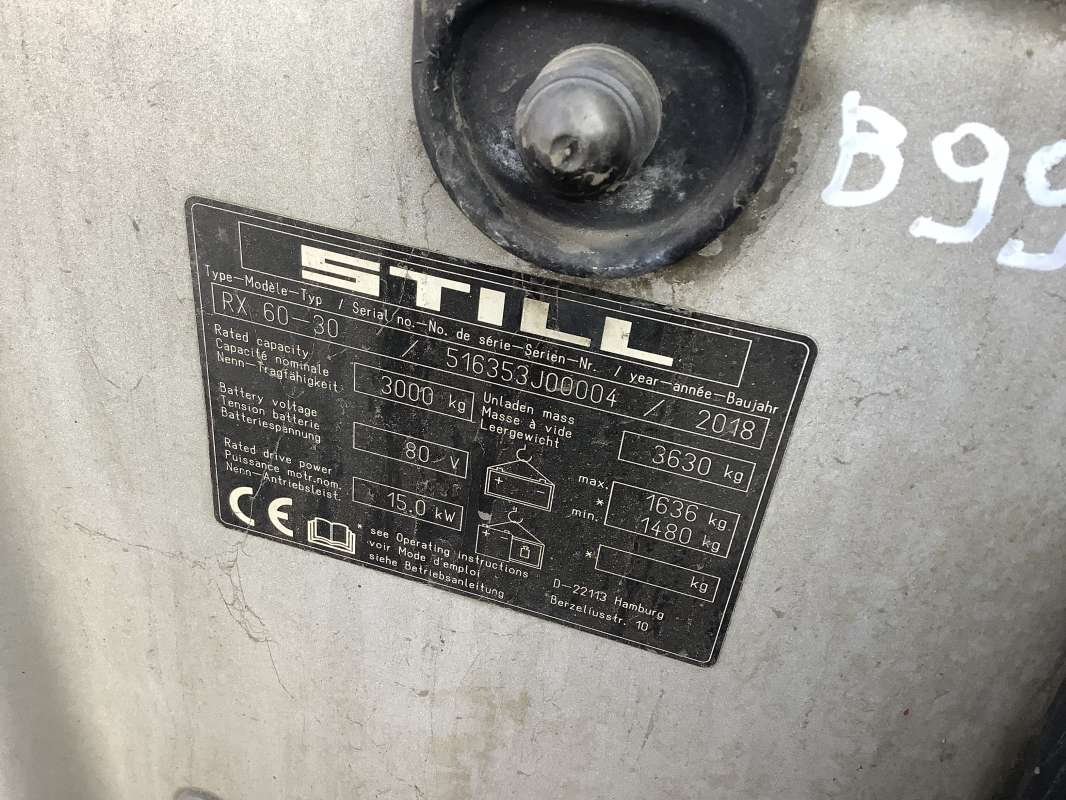 B99
STILL
Type-Modèle-Typ / Serial no.-No. de série-Serien-Nr. / year-année-Baujahr
RX 60-30 / 516353J00004 / 2018
Rated capacity
Capacité nominale
Nenn-Tragfähigkeit
3000 kg
Unladen mass
Masse à vide
Leergewicht
3630 kg
Battery voltage
Tension batterie
Batteriespannung
80 V
+ -
max. 1636 kg
* min. 1480 kg
Rated drive power
Puissance motr.nom.
Nenn-Antriebsleist.
15.0 kW
+ -
* kg
CE
* see Operating instructions
voir Mode d'emploi
siehe Betriebsanleitung
D-22113 Hamburg
Berzeliusstr. 10